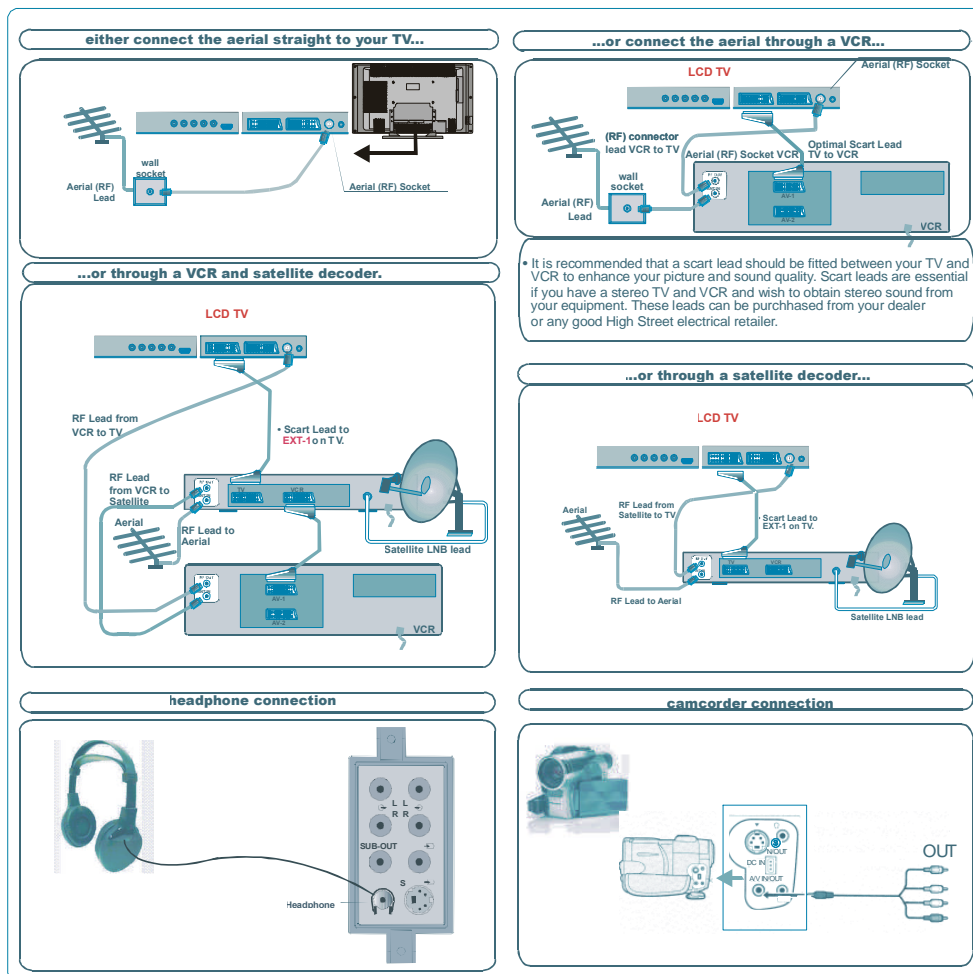 either connect the aerial straight to your TV...
wall
socket
Aerial (RF)
Lead
Aerial (RF) Socket
...or connect the aerial through a VCR...
LCD TV
Aerial (RF) Socket
(RF) connector
lead VCR to TV
Optimal Scart Lead
TV to VCR
Aerial (RF) Socket VCR
wall
socket
Aerial (RF)
Lead
AV-1
AV-2
VCR
• It is recommended that a scart lead should be fitted between your TV and
VCR to enhance your picture and sound quality. Scart leads are essential
if you have a stereo TV and VCR and wish to obtain stereo sound from
your equipment. These leads can be purchhased from your dealer
or any good High Street electrical retailer.
...or through a VCR and satellite decoder.
LCD TV
RF Lead from
VCR to TV
• Scart Lead to
EXT-1 on TV.
RF Lead
from VCR to
Satellite
RF Out
TV
VCR
Aerial
RF Lead to
Aerial
Satellite LNB lead
RF Out
AV-1
AV-2
VCR
...or through a satellite decoder...
LCD TV
Aerial
RF Lead from
Satellite to TV
• Scart Lead to
EXT-1 on TV.
RF Out
TV
VCR
RF Lead to Aerial
Satellite LNB lead
headphone connection
L L
R R
SUB-OUT
S
Headphone
camcorder connection
IN/OUT
DC IN
A/V IN/OUT
OUT